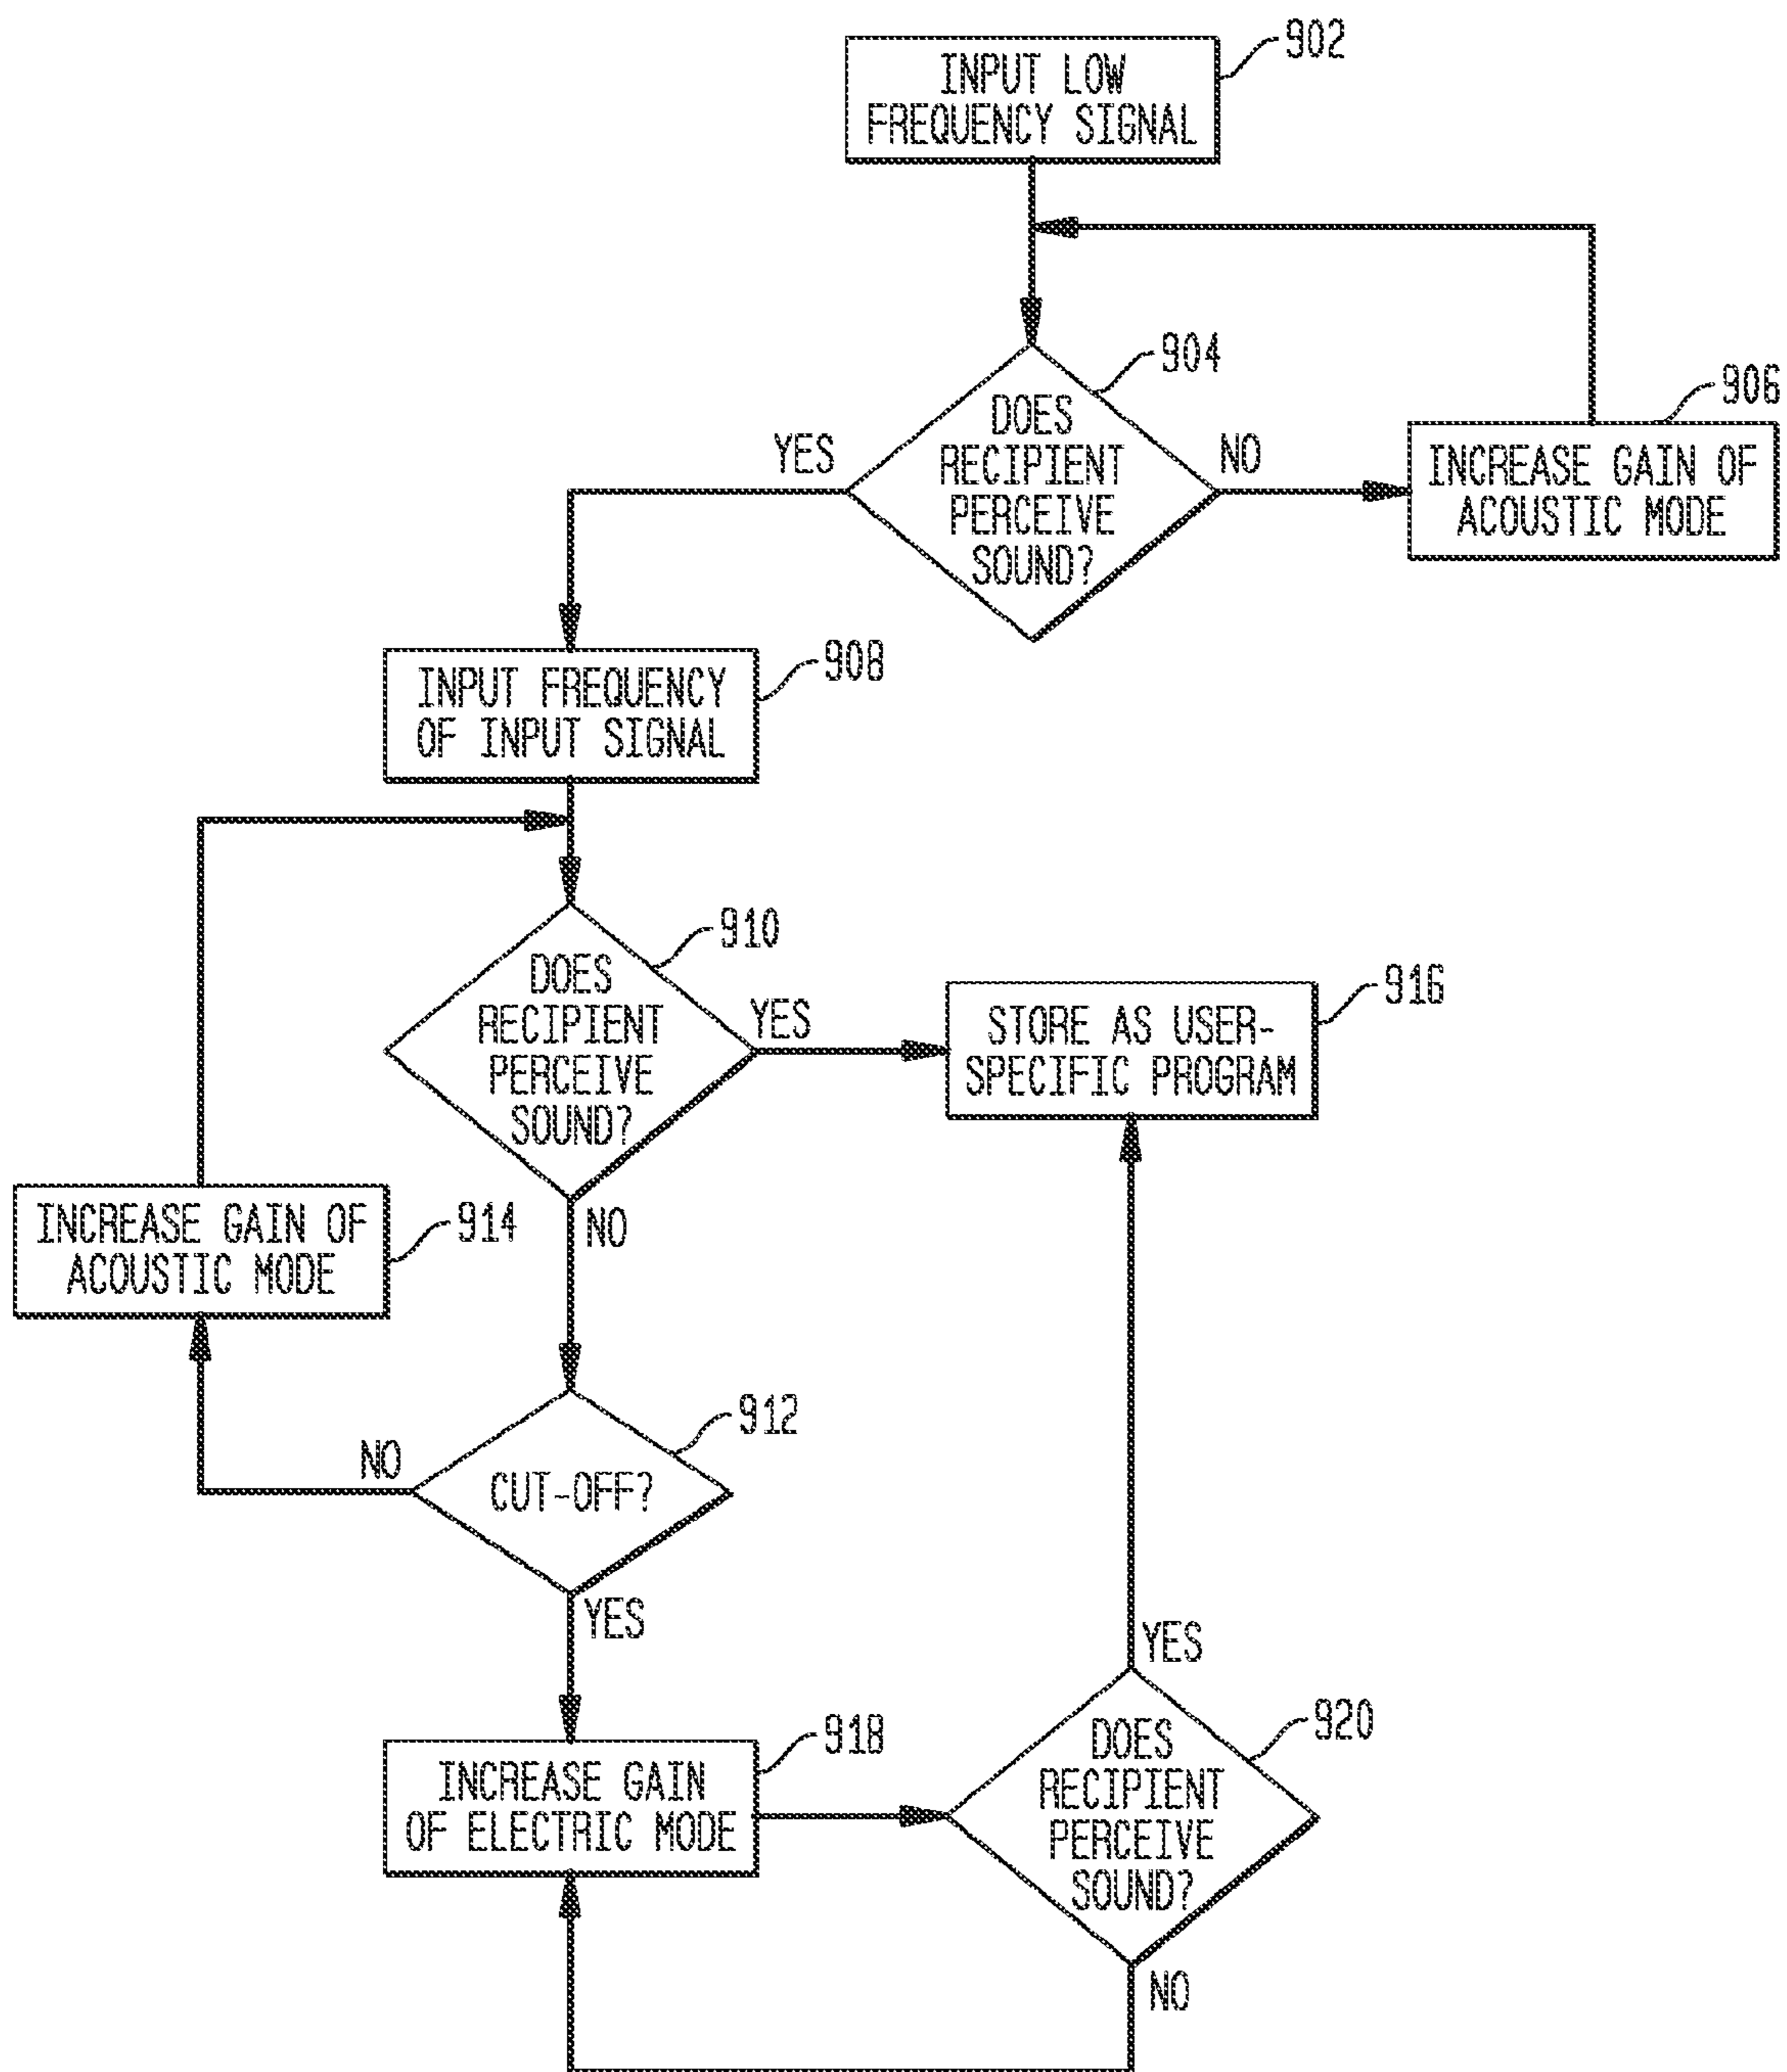 INPUT LOW
FREQUENCY SIGNAL
902
DOES
RECIPIENT
PERCEIVE
SOUND?
904
YES
NO
INCREASE GAIN OF
ACOUSTIC MODE
906
INPUT FREQUENCY
OF INPUT SIGNAL
908
DOES
RECIPIENT
PERCEIVE
SOUND?
910
YES
NO
STORE AS USER-
SPECIFIC PROGRAM
916
INCREASE GAIN OF
ACOUSTIC MODE
914
CUT-OFF?
912
NO
YES
INCREASE GAIN
OF ELECTRIC MODE
918
DOES
RECIPIENT
PERCEIVE
SOUND?
920
YES
NO